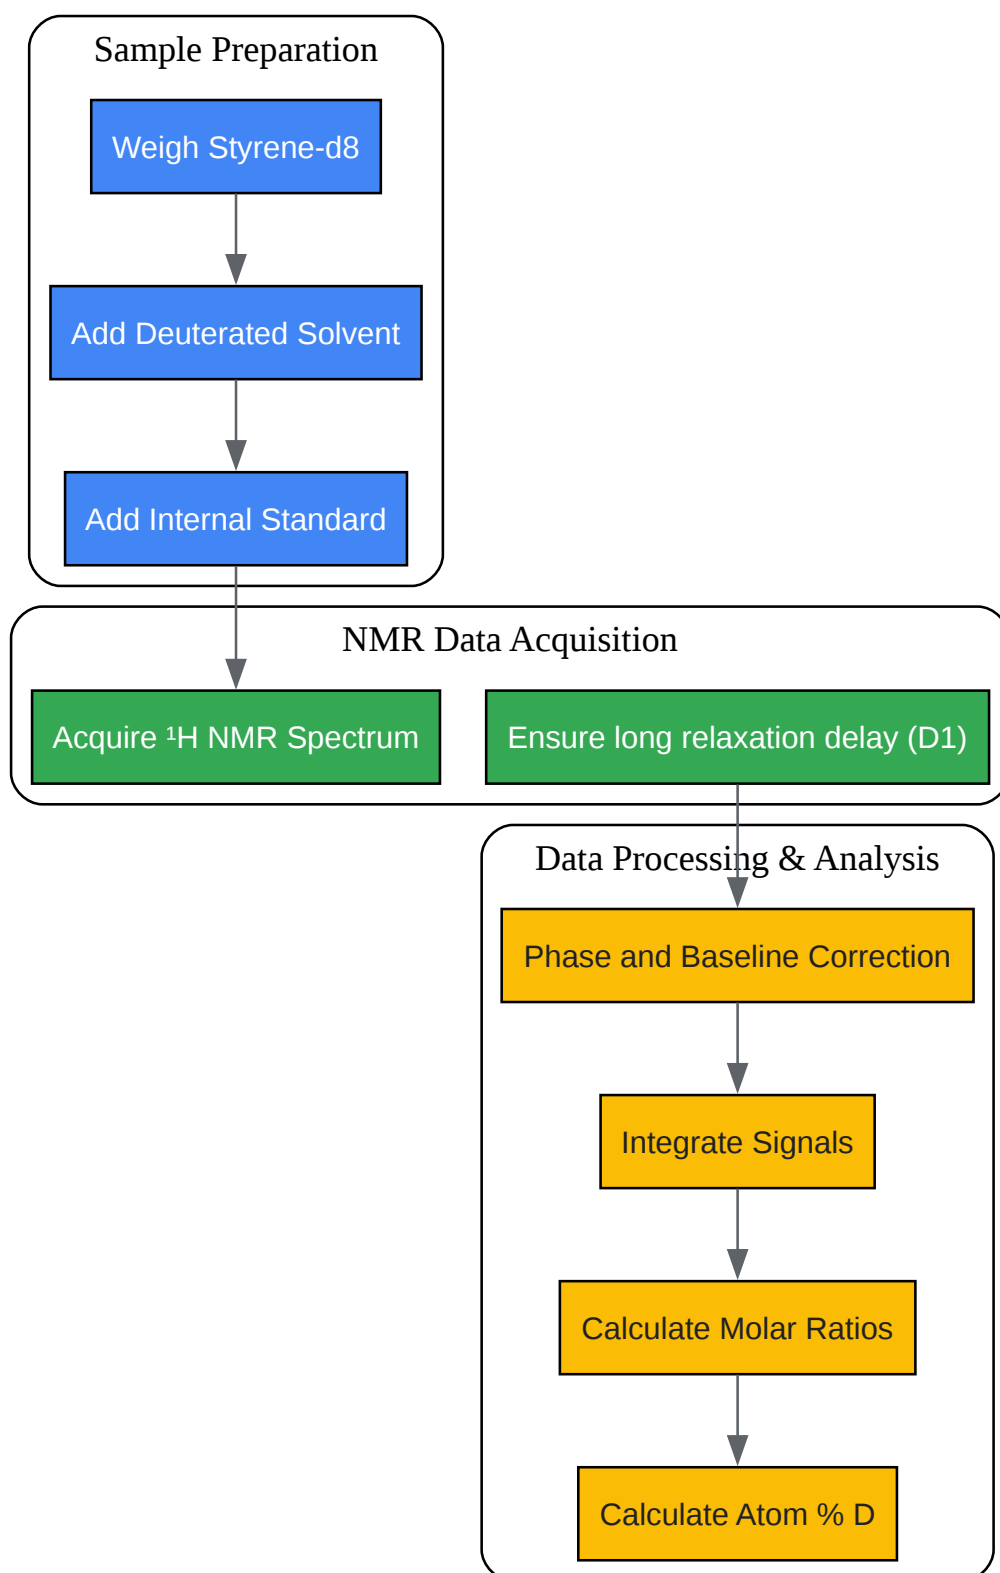 Sample Preparation
Weigh Styrene-d8
Add Deuterated Solvent
Add Internal Standard
NMR Data Acquisition
Acquire ¹H NMR Spectrum
Ensure long relaxation delay (D1)
Data Processing & Analysis
Phase and Baseline Correction
Integrate Signals
Calculate Molar Ratios
Calculate Atom % D